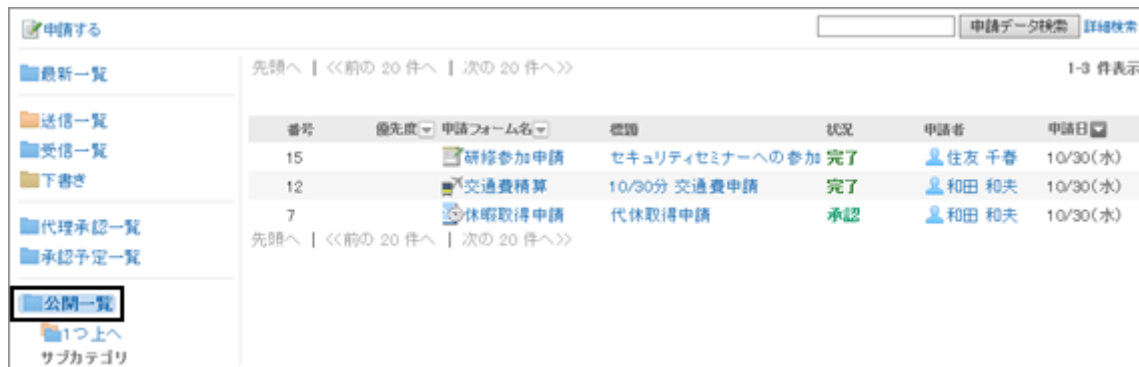 申請する
申請データ検索 詳細検索
最新一覧
先頭へ | <<前の 20 件へ | 次の 20 件へ>>
1-3 件表示
送信一覧
受信一覧
下書き
番号 優先度 申請フォーム名 標題 状況 申請者 申請日
15 研修参加申請 セキュリティセミナーへの参加 完了 住友 千春 10/30(水)
12 交通費精算 10/30分 交通費申請 完了 和田 和夫 10/30(水)
7 休暇取得申請 代休取得申請 承認 和田 和夫 10/30(水)
先頭へ | <<前の 20 件へ | 次の 20 件へ>>
代理承認一覧
承認予定一覧
公開一覧
1つ上へ
サブカテゴリ